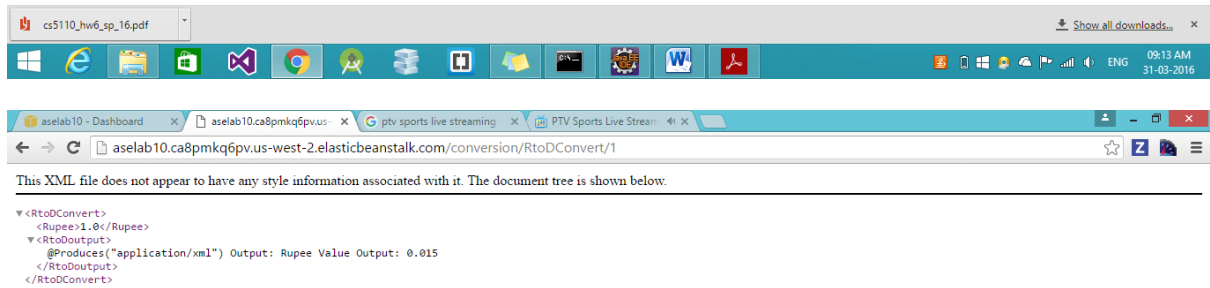 cs5110_hw6_sp_16.pdf
Show all downloads...
ENG
09:13 AM
31-03-2016
aselab10 - Dashboard
aselab10.ca8pmkq6pv.us-
ptv sports live streaming
PTV Sports Live Stream
aselab10.ca8pmkq6pv.us-west-2.elasticbeanstalk.com/conversion/RtoDConvert/1
This XML file does not appear to have any style information associated with it. The document tree is shown below.
▼<RtoDConvert>
<Rupee>1.0</Rupee>
▼<RtoDoutput>
@Produces("application/xml") Output: Rupee Value Output: 0.015
</RtoDoutput>
</RtoDConvert>